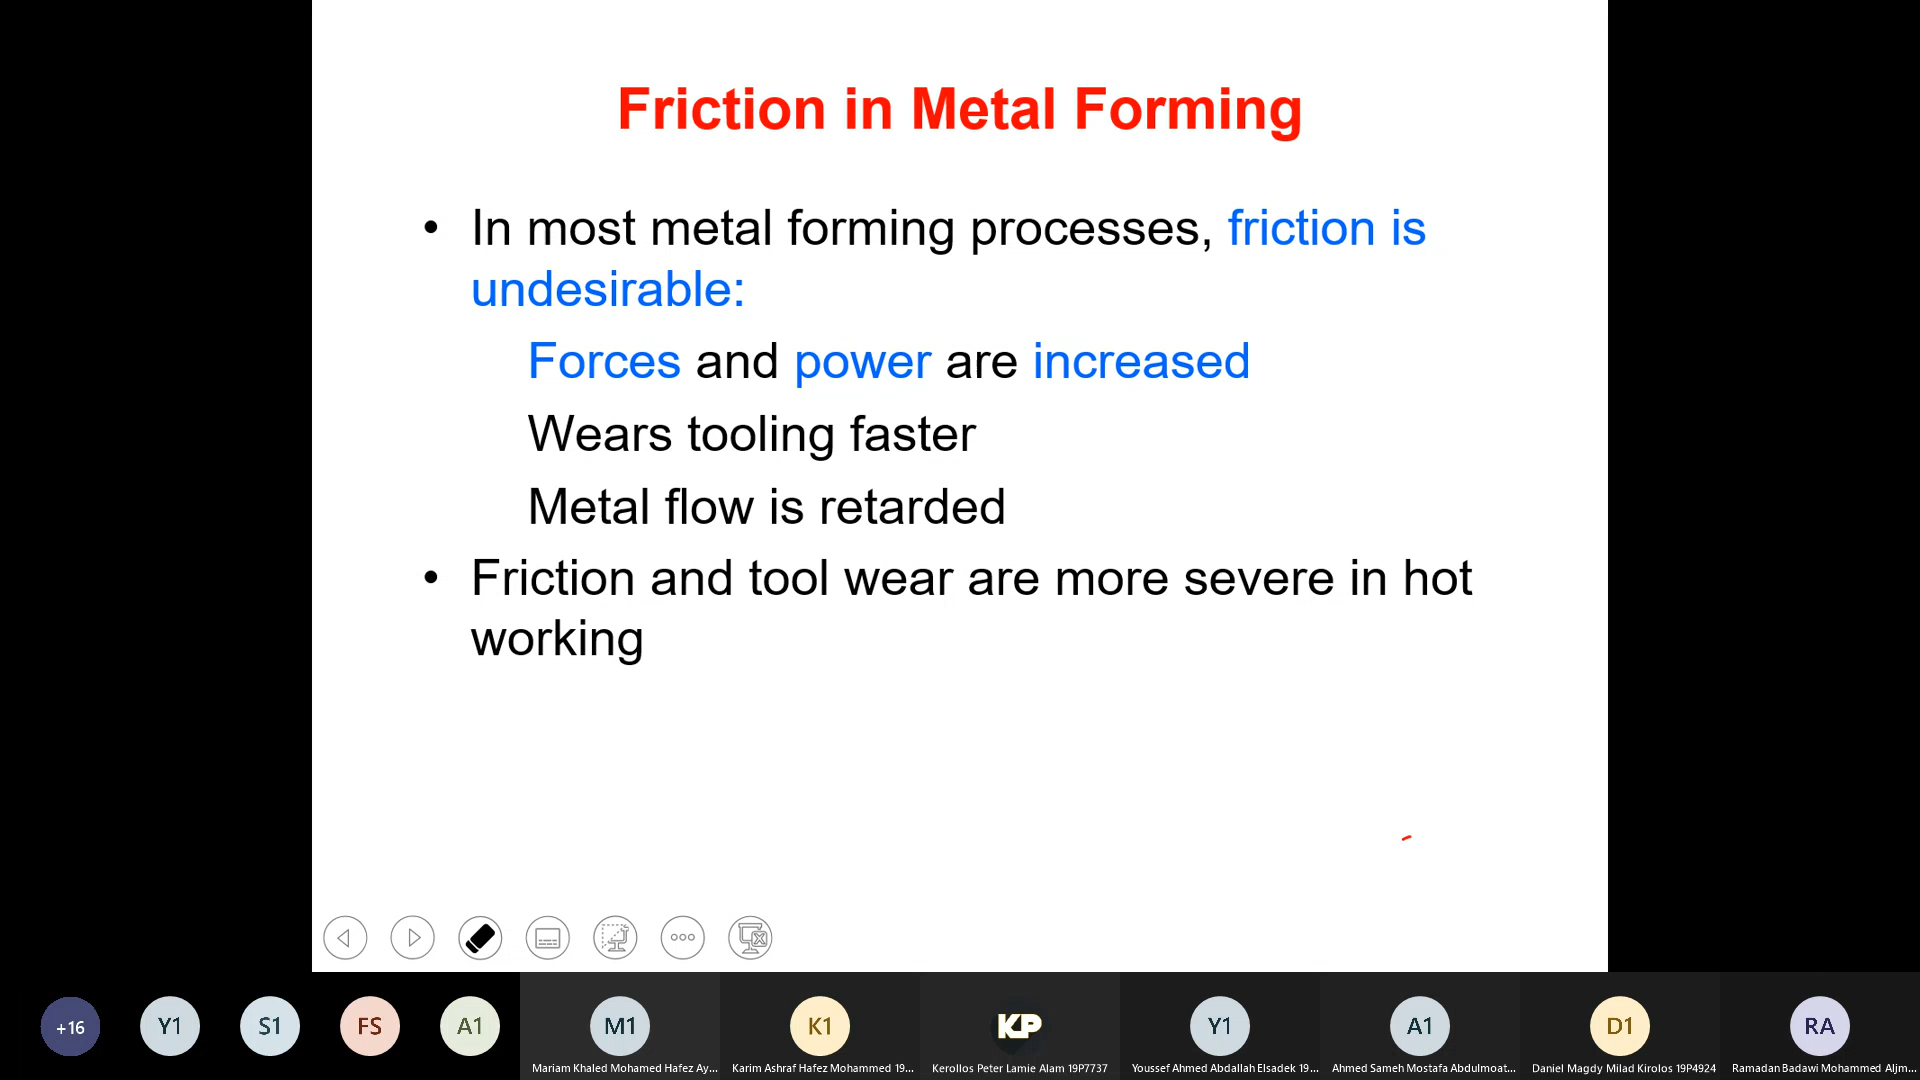 Friction in Metal Forming
• In most metal forming processes, friction is
undesirable:
Forces and power are increased
Wears tooling faster
Metal flow is retarded
• Friction and tool wear are more severe in hot
working
+16 Y1 S1 FS A1 M1 K1 KP Y1 A1 D1 RA
Mariam Khaled Mohamed Hafez Ay... Karim Ashraf Hafez Mohammed 19... Kerollos Peter Lamie Alam 19P7737 Youssef Ahmed Abdallah Elsadek 19... Ahmed Sameh Mostafa Abdulmoat... Daniel Magdy Milad Kirolos 19P4924 Ramadan Badawi Mohammed Aljm...